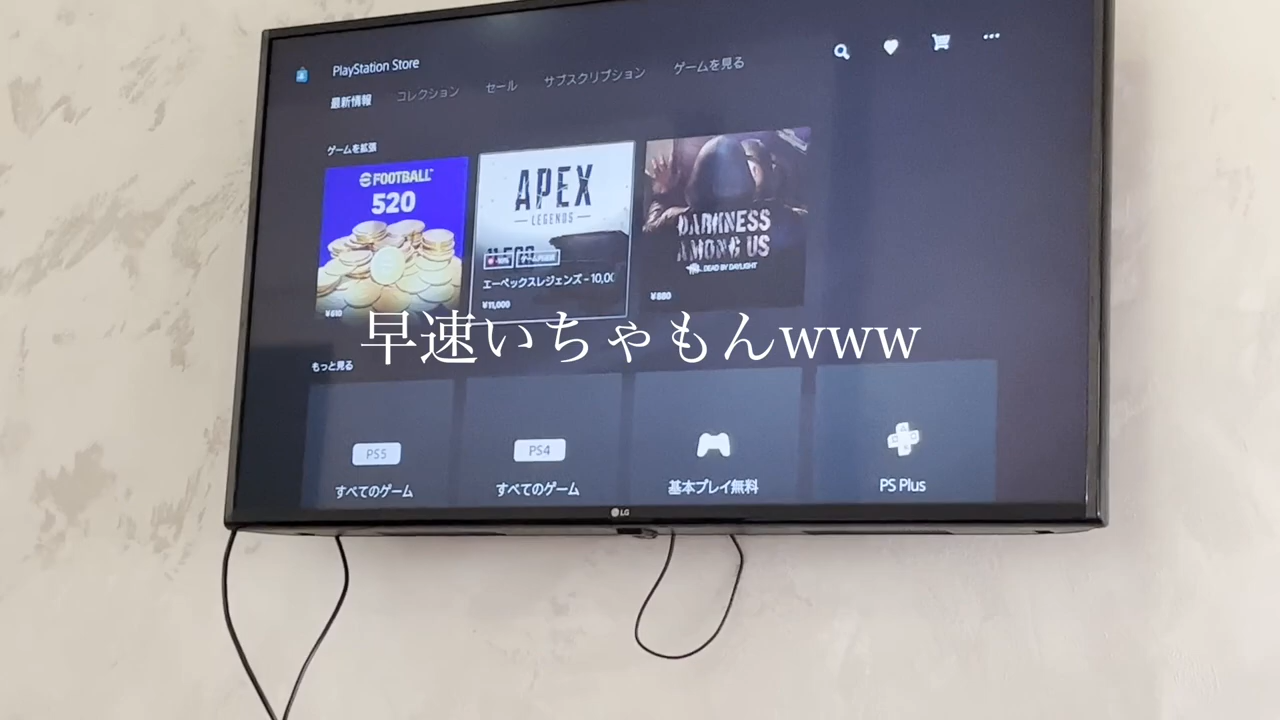 PlayStation Store
最新情報
コレクション
セール
サブスクリプション
ゲームを見る
ゲームを拡張
FOOTBALL
520
¥610
APEX
LEGENDS
エーペックスレジェンズ - 10,00
¥11,000
DARKNESS
AMONG US
DEAD BY DAYLIGHT
¥880
早速いちゃもんwww
もっと見る
PS5
すべてのゲーム
PS4
すべてのゲーム
基本プレイ無料
PS Plus
LG